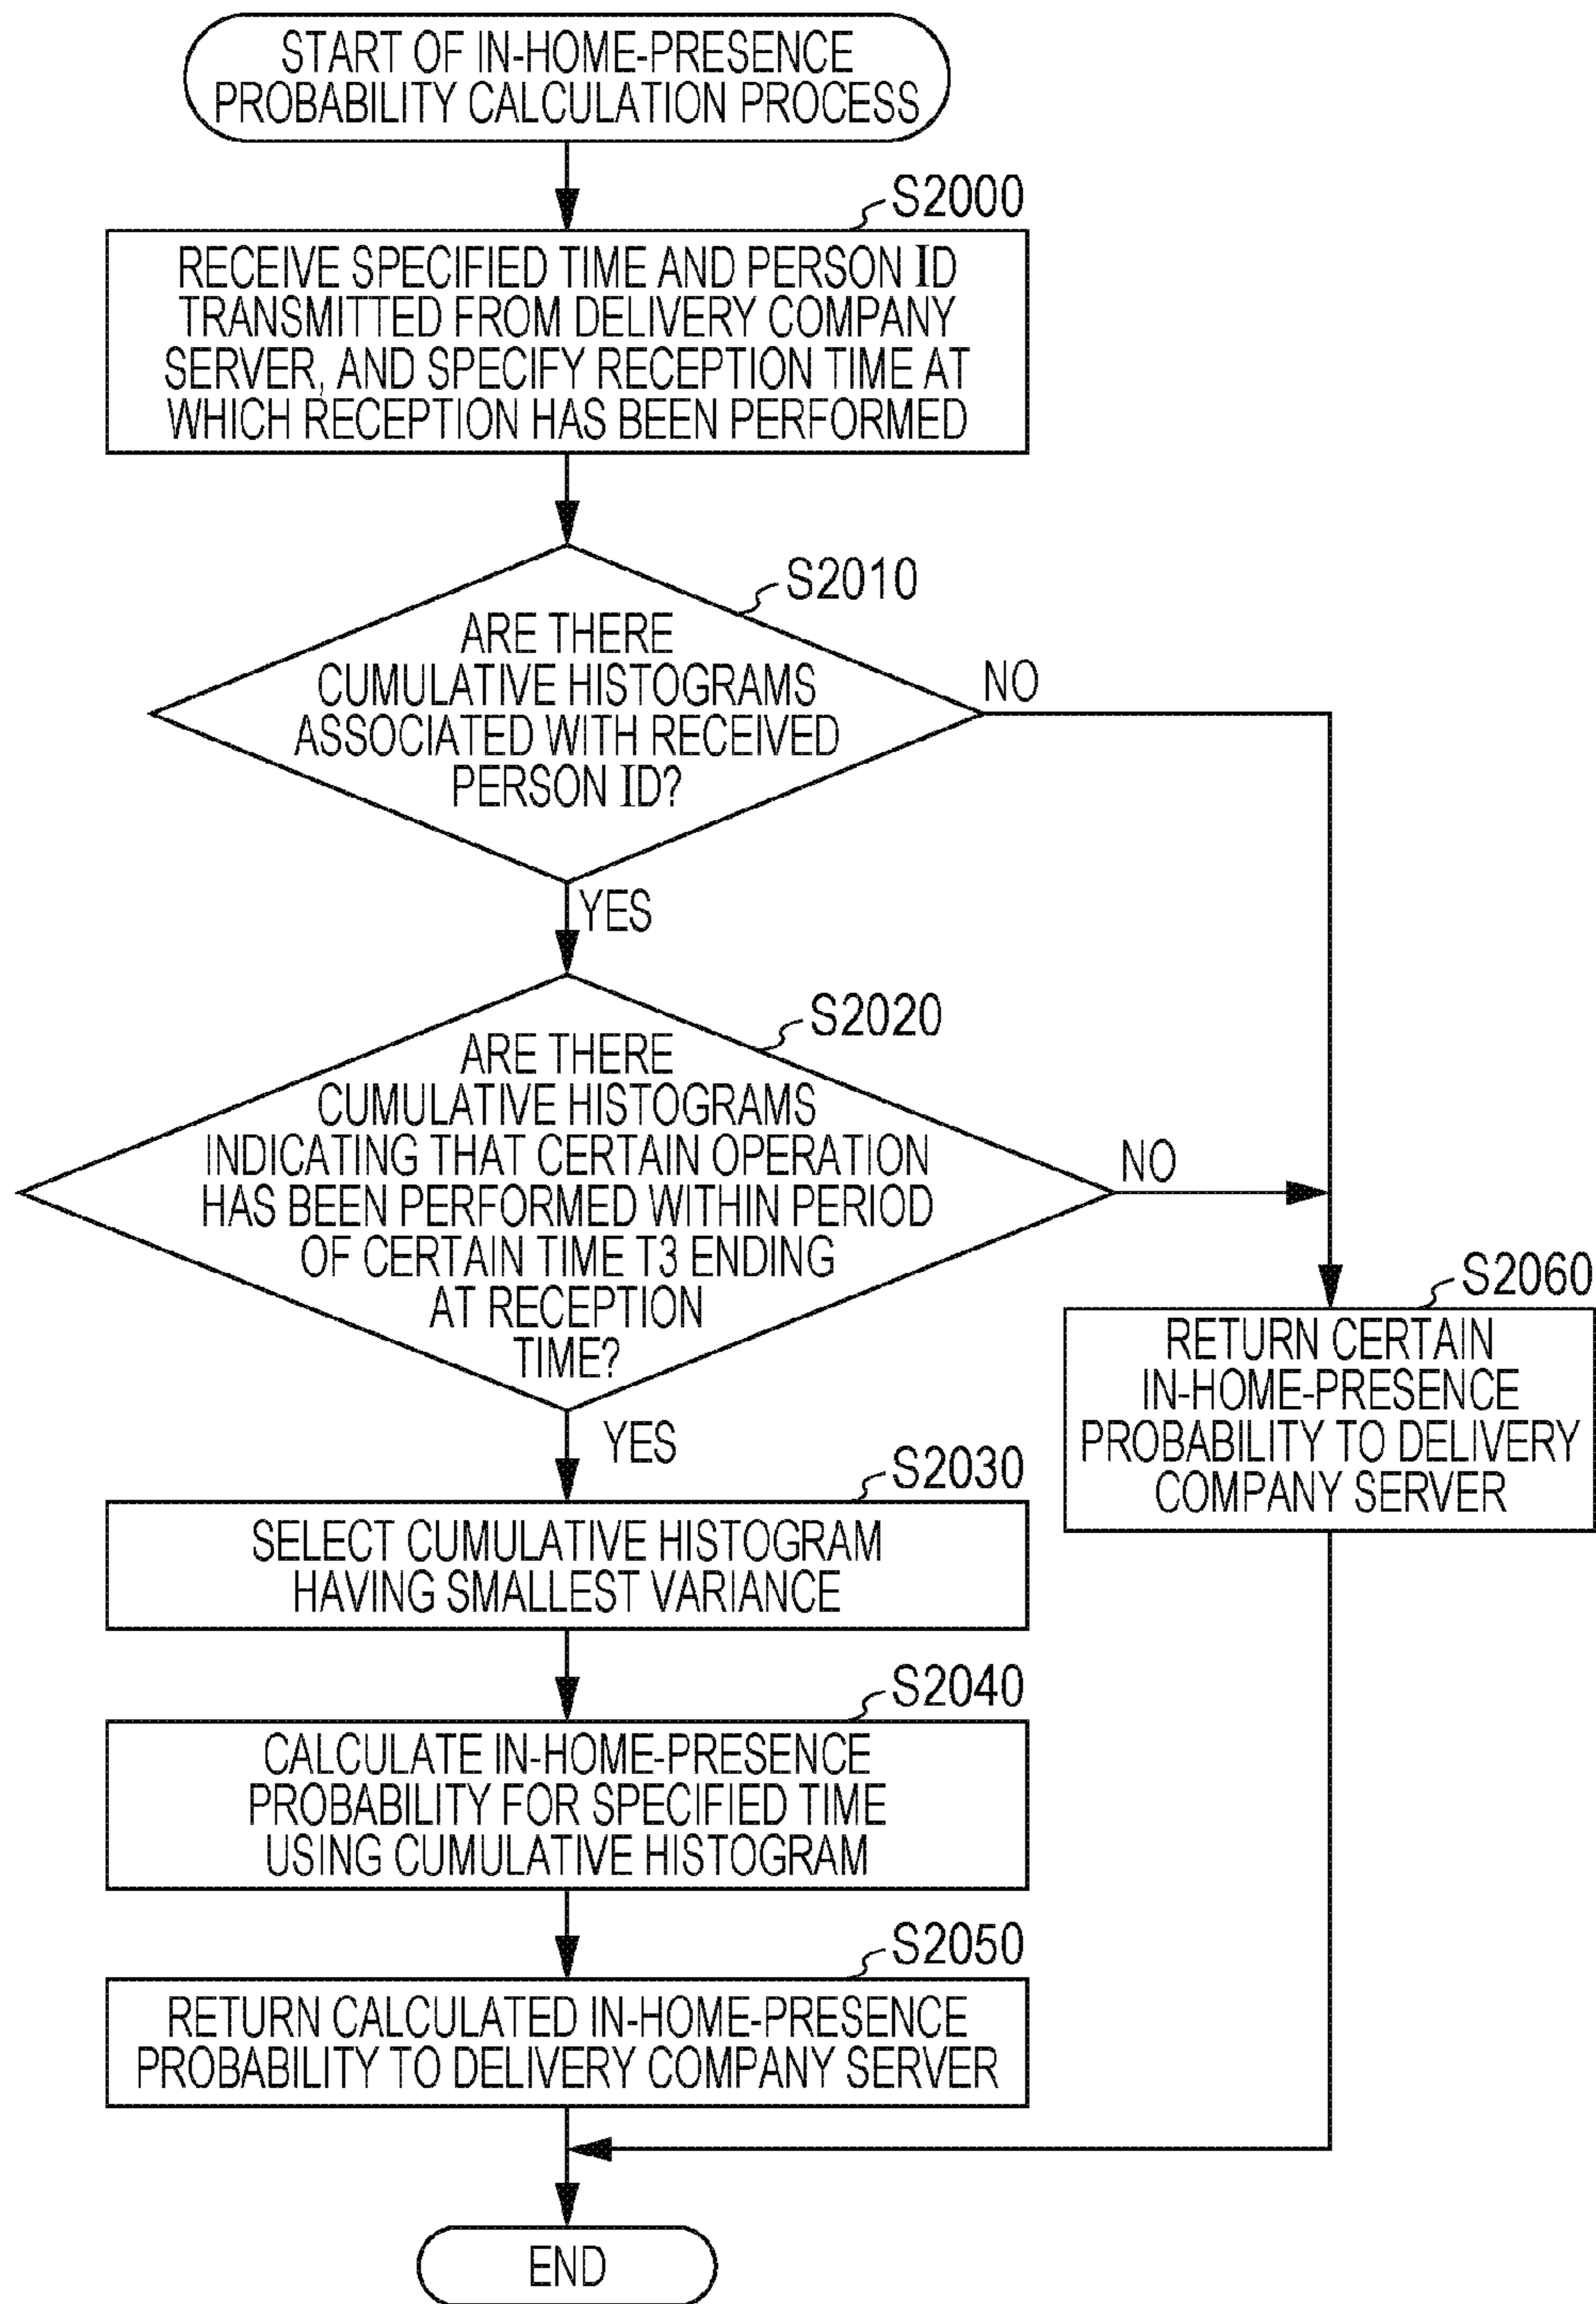 START OF IN-HOME-PRESENCE
PROBABILITY CALCULATION PROCESS
S2000
RECEIVE SPECIFIED TIME AND PERSON ID
TRANSMITTED FROM DELIVERY COMPANY
SERVER, AND SPECIFY RECEPTION TIME AT
WHICH RECEPTION HAS BEEN PERFORMED
S2010
ARE THERE
CUMULATIVE HISTOGRAMS
ASSOCIATED WITH RECEIVED
PERSON ID?
NO
YES
S2020
ARE THERE
CUMULATIVE HISTOGRAMS
INDICATING THAT CERTAIN OPERATION
HAS BEEN PERFORMED WITHIN PERIOD
OF CERTAIN TIME T3 ENDING
AT RECEPTION
TIME?
NO
YES
S2060
RETURN CERTAIN
IN-HOME-PRESENCE
PROBABILITY TO DELIVERY
COMPANY SERVER
S2030
SELECT CUMULATIVE HISTOGRAM
HAVING SMALLEST VARIANCE
S2040
CALCULATE IN-HOME-PRESENCE
PROBABILITY FOR SPECIFIED TIME
USING CUMULATIVE HISTOGRAM
S2050
RETURN CALCULATED IN-HOME-PRESENCE
PROBABILITY TO DELIVERY COMPANY SERVER
END